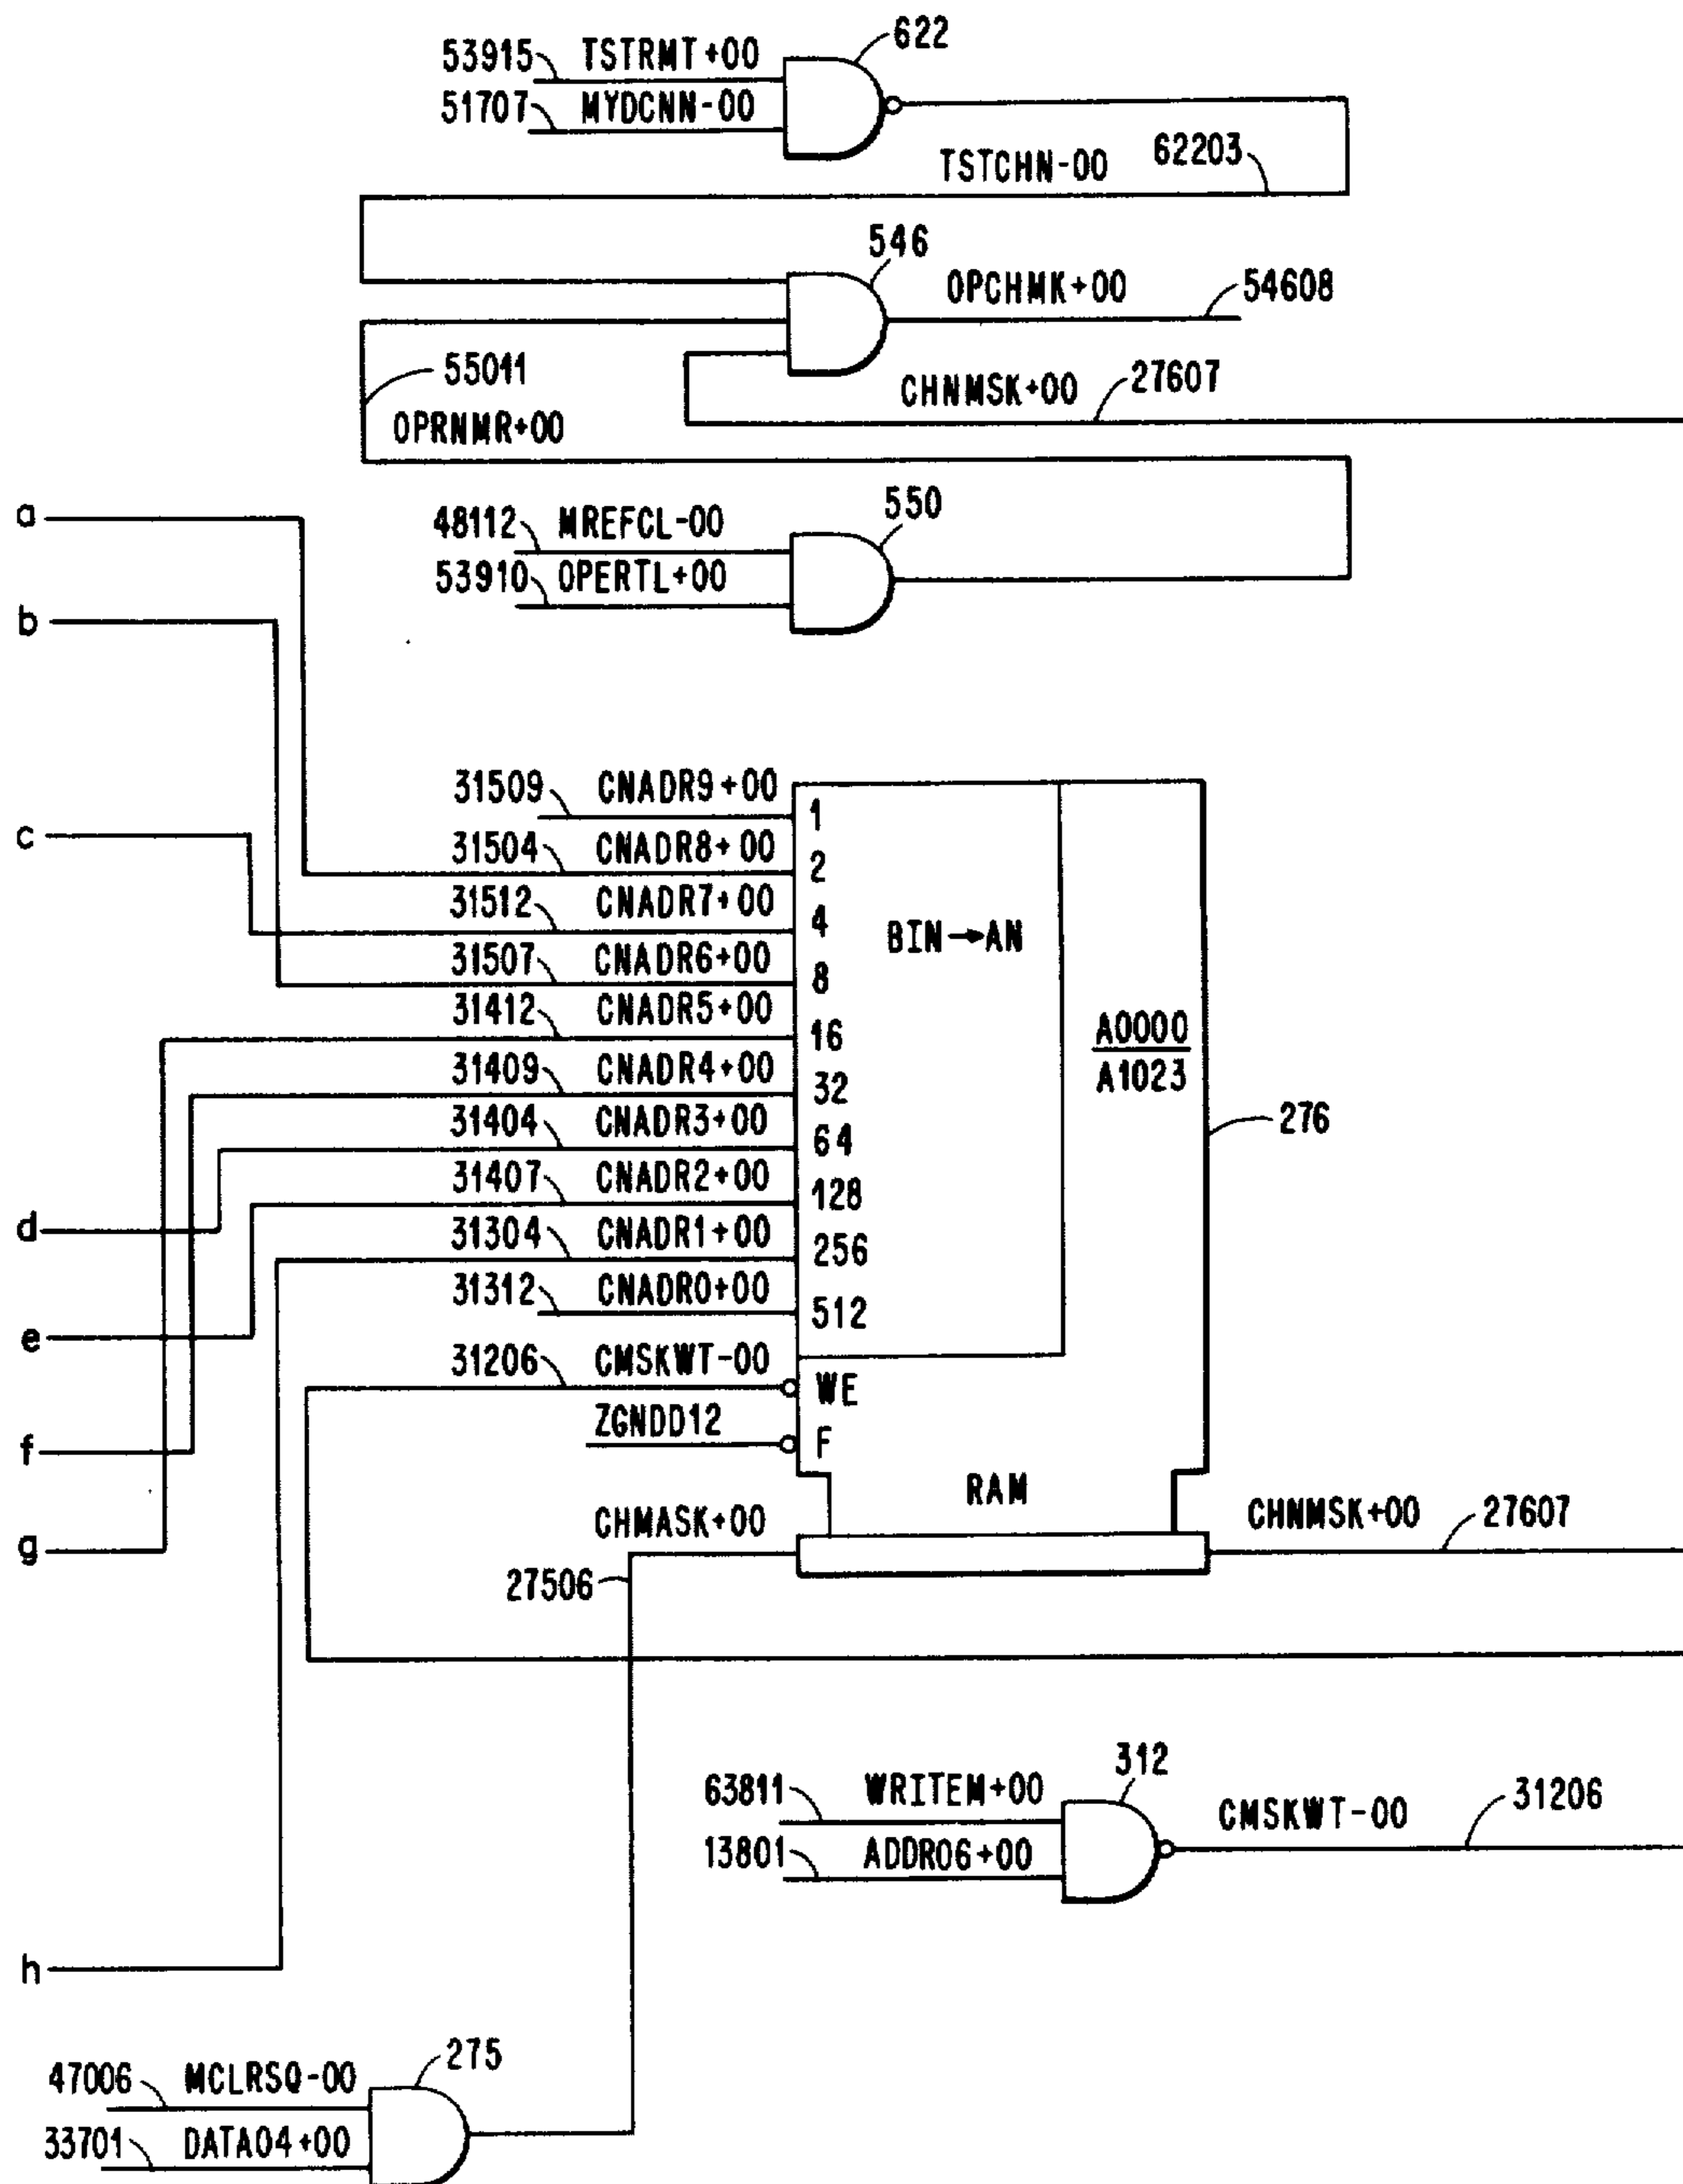 622
53915 TSTRMT+00
51707 MYDCNN-00
TSTCHN-00 62203
546
OPCHMK+00 54608
55011
CHNMSK+00 27607
OPRNMR+00
a
550
48112 MREFCL-00
53910 OPERTL+00
b
31509 CNADR9+00 1
c
31504 CNADR8+00 2
31512 CNADR7+00 4
BIN→AN
31507 CNADR6+00 8
31412 CNADR5+00 16
A0000
A1023
31409 CNADR4+00 32
276
31404 CNADR3+00 64
31407 CNADR2+00 128
d
31304 CNADR1+00 256
31312 CNADR0+00 512
e
31206 CMSKWT-00 WE
ZGNDD12 F
f
RAM
CHMASK+00
CHNMSK+00 27607
g
27506
312
63811 WRITEM+00
CMSKWT-00 31206
13801 ADDR06+00
h
275
47006 MCLRSQ-00
33701 DATA04+00